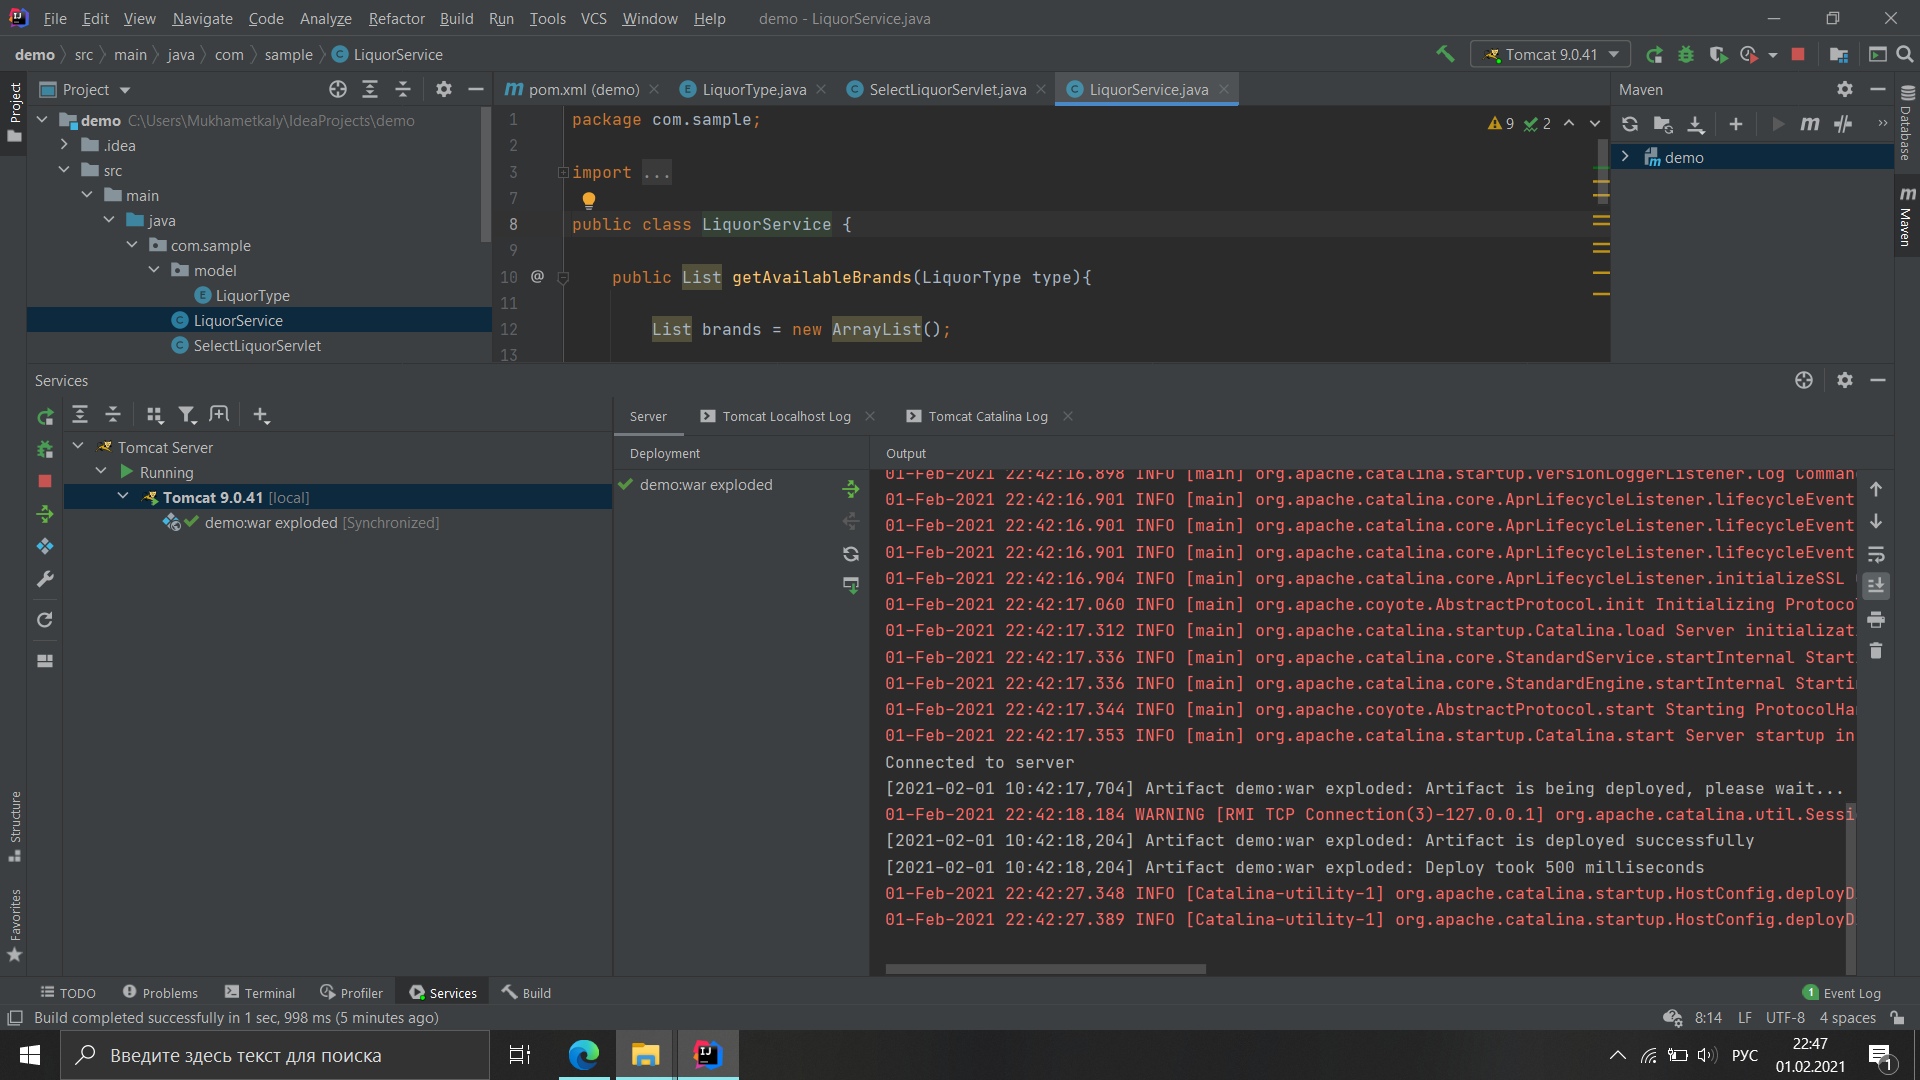 File Edit View Navigate Code Analyze Refactor Build Run Tools VCS Window Help demo - LiquorService.java
demo src main java com sample LiquorService Tomcat 9.0.41
Project
Project
pom.xml (demo) LiquorType.java SelectLiquorServlet.java LiquorService.java
Maven
demo C:\Users\Mukhametkaly\IdeaProjects\demo
.idea
src
main
java
com.sample
model
LiquorType
LiquorService
SelectLiquorServlet
1 package com.sample;
2
3 import ...
7
8 public class LiquorService {
9
10 @ public List getAvailableBrands(LiquorType type){
11
12 List brands = new ArrayList();
13
9 2
demo
Database
Maven
Services
Tomcat Server
Running
Tomcat 9.0.41 [local]
demo:war exploded [Synchronized]
Server Tomcat Localhost Log Tomcat Catalina Log
Deployment
demo:war exploded
Output
01-Feb-2021 22:42:16.898 INFO [main] org.apache.catalina.startup.VersionLoggerListener.log Comman
01-Feb-2021 22:42:16.901 INFO [main] org.apache.catalina.core.AprLifecycleListener.lifecycleEvent
01-Feb-2021 22:42:16.901 INFO [main] org.apache.catalina.core.AprLifecycleListener.lifecycleEvent
01-Feb-2021 22:42:16.901 INFO [main] org.apache.catalina.core.AprLifecycleListener.lifecycleEvent
01-Feb-2021 22:42:16.904 INFO [main] org.apache.catalina.core.AprLifecycleListener.initializeSSL
01-Feb-2021 22:42:17.060 INFO [main] org.apache.coyote.AbstractProtocol.init Initializing Protoco
01-Feb-2021 22:42:17.312 INFO [main] org.apache.catalina.startup.Catalina.load Server initializat
01-Feb-2021 22:42:17.336 INFO [main] org.apache.catalina.core.StandardService.startInternal Start
01-Feb-2021 22:42:17.336 INFO [main] org.apache.catalina.core.StandardEngine.startInternal Starti
01-Feb-2021 22:42:17.344 INFO [main] org.apache.coyote.AbstractProtocol.start Starting ProtocolHa
01-Feb-2021 22:42:17.353 INFO [main] org.apache.catalina.startup.Catalina.start Server startup in
Connected to server
[2021-02-01 10:42:17,704] Artifact demo:war exploded: Artifact is being deployed, please wait...
01-Feb-2021 22:42:18.184 WARNING [RMI TCP Connection(3)-127.0.0.1] org.apache.catalina.util.Sessi
[2021-02-01 10:42:18,204] Artifact demo:war exploded: Artifact is deployed successfully
[2021-02-01 10:42:18,204] Artifact demo:war exploded: Deploy took 500 milliseconds
01-Feb-2021 22:42:27.348 INFO [Catalina-utility-1] org.apache.catalina.startup.HostConfig.deployD
01-Feb-2021 22:42:27.389 INFO [Catalina-utility-1] org.apache.catalina.startup.HostConfig.deployD
Structure
Favorites
TODO Problems Terminal Profiler Services Build 1 Event Log
Build completed successfully in 1 sec, 998 ms (5 minutes ago) 8:14 LF UTF-8 4 spaces
Введите здесь текст для поиска
РУС
22:47
01.02.2021
1